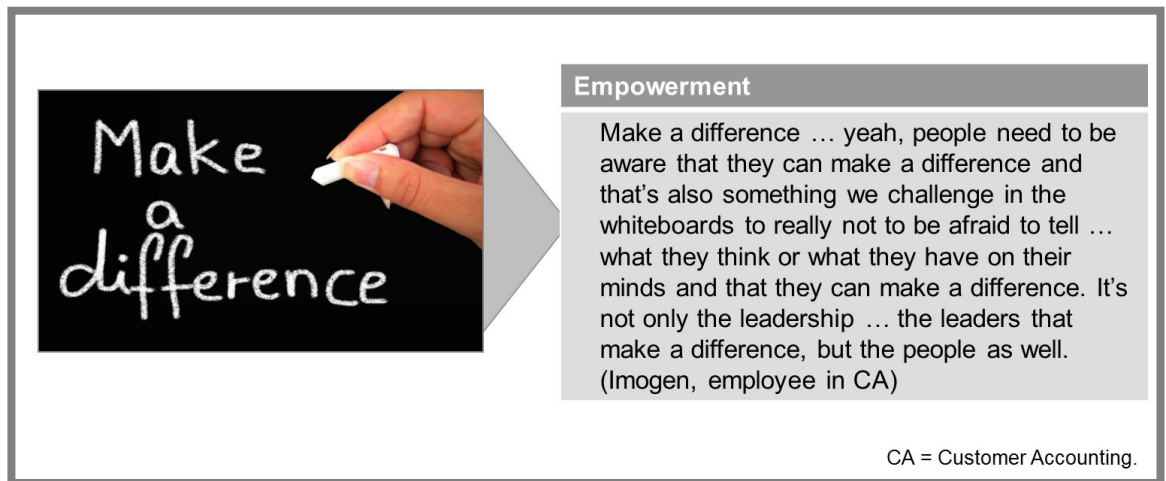 Make
a
difference
Empowerment
Make a difference … yeah, people need to be
aware that they can make a difference and
that’s also something we challenge in the
whiteboards to really not to be afraid to tell …
what they think or what they have on their
minds and that they can make a difference. It’s
not only the leadership … the leaders that
make a difference, but the people as well.
(Imogen, employee in CA)
CA = Customer Accounting.